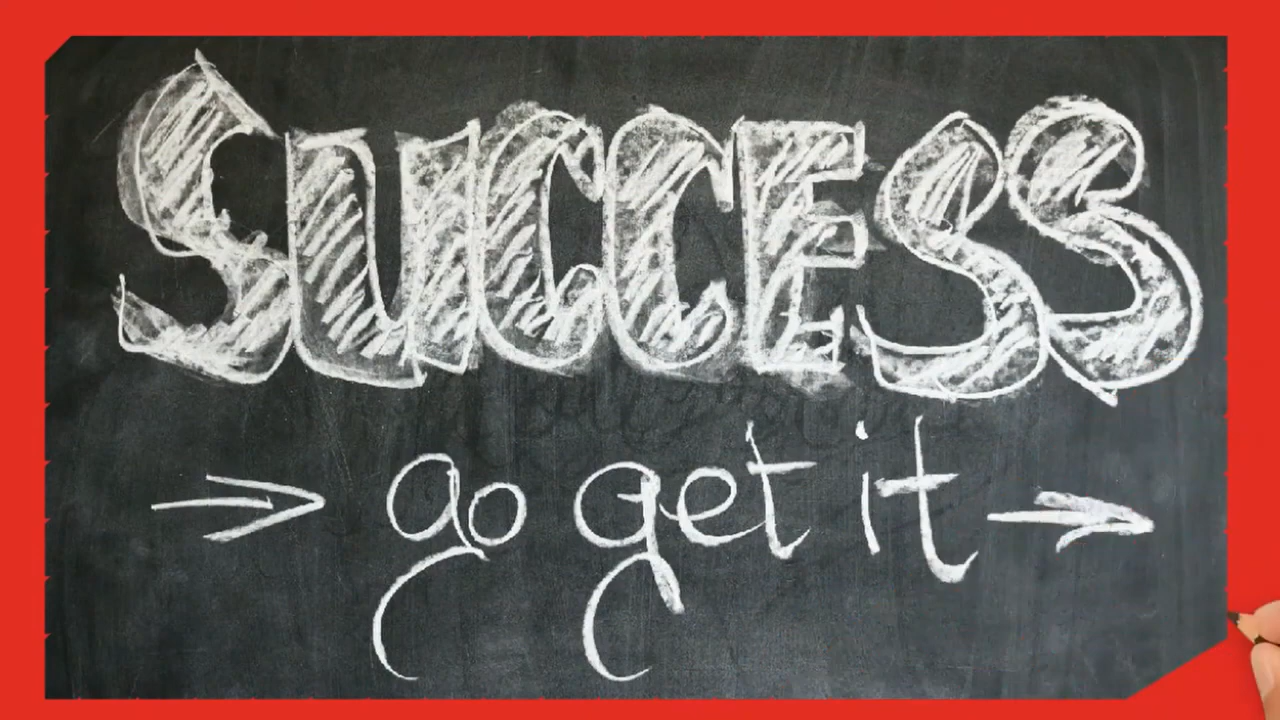 SUCCESS
→ go get it →